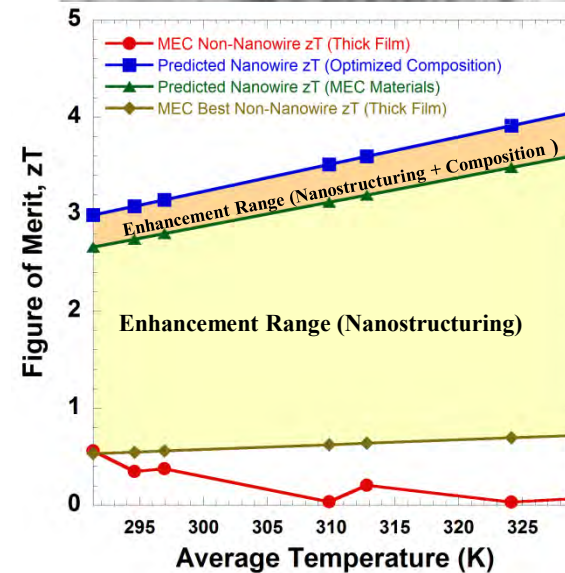 5
MEC Non-Nanowire zT (Thick Film)
Predicted Nanowire zT (Optimized Composition)
Predicted Nanowire zT (MEC Materials)
MEC Best Non-Nanowire zT (Thick Film)
4
Enhancement Range (Nanostructuring + Composition )
3
Figure of Merit, zT
2
Enhancement Range (Nanostructuring)
1
0
295 300 305 310 315 320 325
Average Temperature (K)